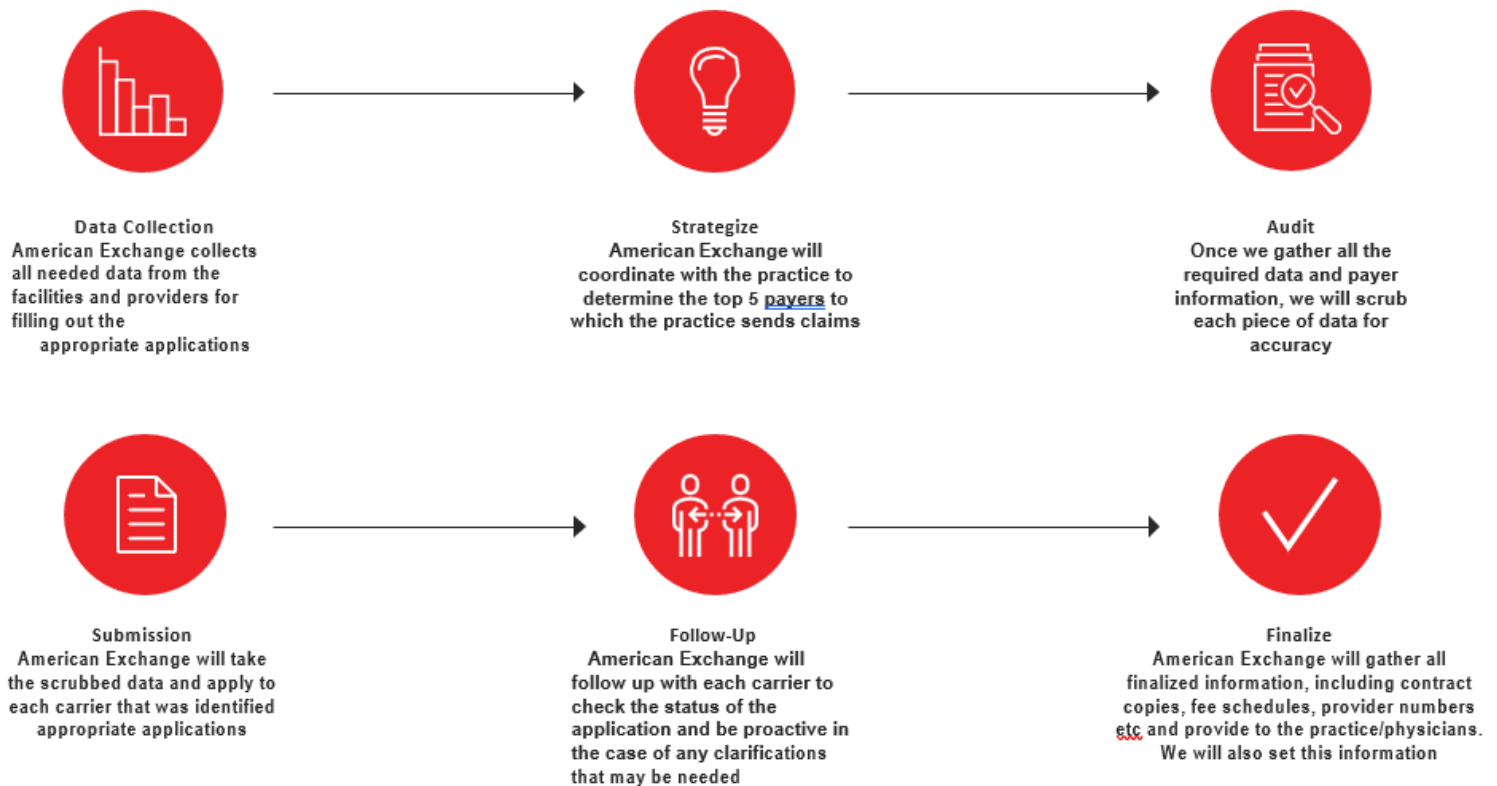 Data Collection
American Exchange collects
all needed data from the
facilities and providers for
filling out the
appropriate applications
Strategize
American Exchange will
coordinate with the practice to
determine the top 5 payers to
which the practice sends claims
Audit
Once we gather all the
required data and payer
information, we will scrub
each piece of data for
accuracy
Submission
American Exchange will take
the scrubbed data and apply to
each carrier that was identified
appropriate applications
Follow-Up
American Exchange will
follow up with each carrier to
check the status of the
application and be proactive in
the case of any clarifications
that may be needed
Finalize
American Exchange will gather all
finalized information, including contract
copies, fee schedules, provider numbers
etc and provide to the practice/physicians.
We will also set this information